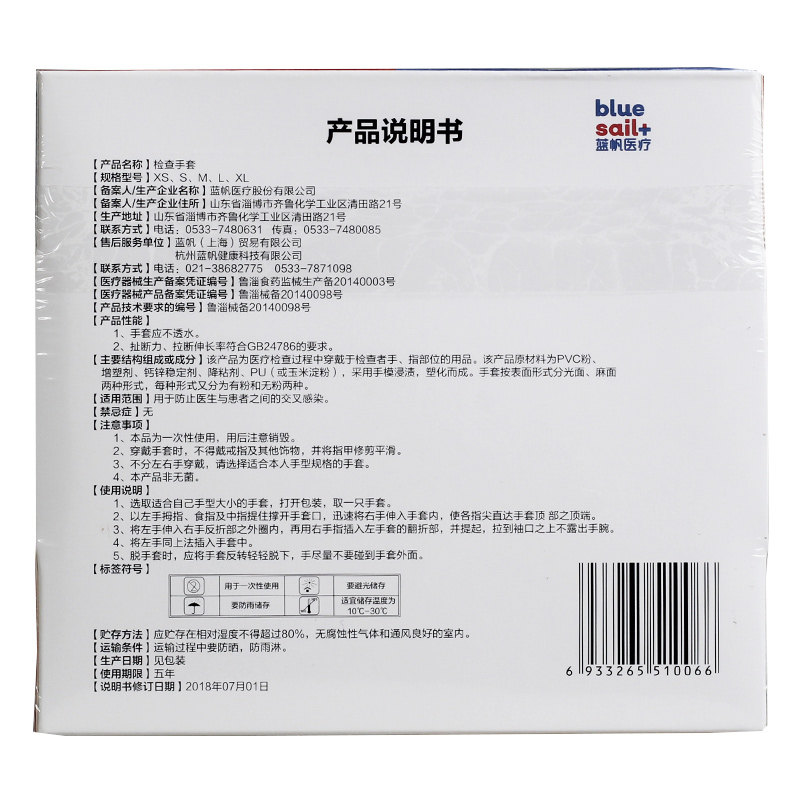 blue
sail+
蓝帆医疗
产品说明书
【产品名称】检查手套
【规格型号】XS、S、M、L、XL
【备案人/生产企业名称】蓝帆医疗股份有限公司
【备案人/生产企业住所】山东省淄博市齐鲁化学工业区清田路21号
【生产地址】山东省淄博市齐鲁化学工业区清田路21号
【联系方式】电话：0533-7480631 传真：0533-7480085
【售后服务单位】蓝帆（上海）贸易有限公司
杭州蓝帆健康科技有限公司
【联系方式】电话：021-38682775 0533-7871098
【医疗器械生产备案凭证编号】鲁淄食药监械生产备20140003号
【医疗器械产品备案凭证编号】鲁淄械备20140098号
【产品技术要求的编号】鲁淄械备20140098号
【产品性能】
1、手套应不透水。
2、扯断力、拉断伸长率符合GB24786的要求。
【主要结构组成或成分】该产品为医疗检查过程中穿戴于检查者手、指部位的用品。该产品原材料为PVC粉、
增塑剂、钙锌稳定剂、降粘剂、PU（或玉米淀粉），采用手模浸渍，塑化而成。手套按表面形式分光面、麻面
两种形式，每种形式又分为有粉和无粉两种。
【适用范围】用于防止医生与患者之间的交叉感染。
【禁忌症】无
【注意事项】
1、本品为一次性使用，用后注意销毁。
2、穿戴手套时，不得戴戒指及其他饰物，并将指甲修剪平滑。
3、不分左右手穿戴，请选择适合本人手型规格的手套。
4、本产品非无菌。
【使用说明】
1、选取适合自己手型大小的手套，打开包装，取一只手套。
2、以左手拇指、食指及中指提住撑开手套口，迅速将右手伸入手套内，使各指尖直达手套顶 部之顶端。
3、将左手伸入右手反折部之外圈内，再用右手指插入左手套的翻折部，并提起，拉到袖口之上不露出手腕。
4、将左手同上法插入手套中。
5、脱手套时，应将手套反转轻轻脱下，手尽量不要碰到手套外面。
【标签符号】
用于一次性使用 要避光储存
要防雨储存 适宜储存温度为
10℃-30℃
【贮存方法】应贮存在相对湿度不得超过80%，无腐蚀性气体和通风良好的室内。
【运输条件】运输过程中要防晒，防雨淋。
【生产日期】见包装
【使用期限】五年
【说明书修订日期】2018年07月01日
6 933265 510066